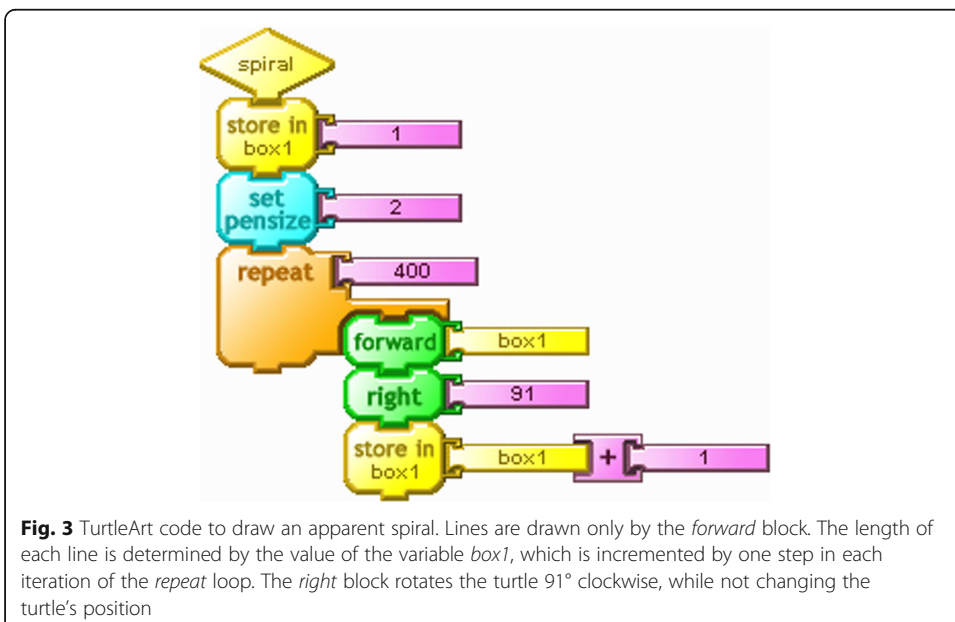 spiral
store in
box1
1
set
pensize
2
repeat
400
forward
box1
right
91
store in
box1
box1
+
1
Fig. 3 TurtleArt code to draw an apparent spiral. Lines are drawn only by the forward block. The length of
each line is determined by the value of the variable box1, which is incremented by one step in each
iteration of the repeat loop. The right block rotates the turtle 91° clockwise, while not changing the
turtle's position